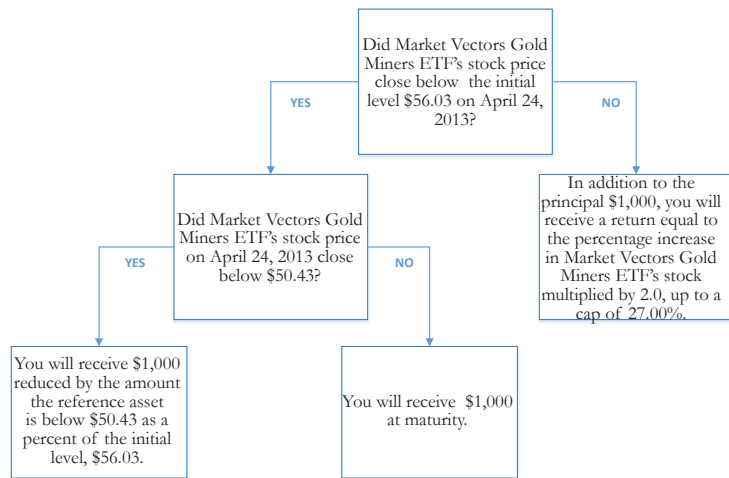 Did Market Vectors Gold
Miners ETF's stock price
close below the initial
level $56.03 on April 24,
2013?
YES
NO
Did Market Vectors Gold
Miners ETF's stock price
on April 24, 2013 close
below $50.43?
In addition to the
principal $1,000, you will
receive a return equal to
the percentage increase
in Market Vectors Gold
Miners ETF's stock
multiplied by 2.0, up to a
cap of 27.00%.
YES
NO
You will receive $1,000
reduced by the amount
the reference asset
is below $50.43 as a
percent of the initial
level, $56.03.
You will receive $1,000
at maturity.